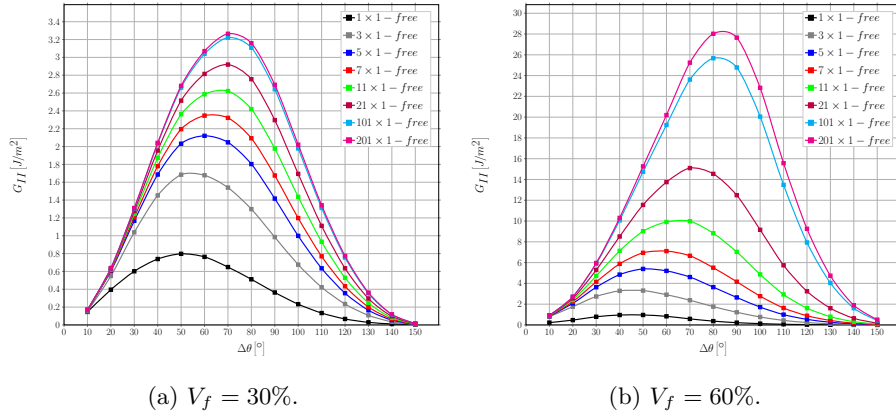 G_{II} [J/m^2]
3.4
3.2
3
2.8
2.6
2.4
2.2
2
1.8
1.6
1.4
1.2
1
0.8
0.6
0.4
0.2
0
0 10 20 30 40 50 60 70 80 90 100 110 120 130 140 150
Δθ[°]
1 × 1 − free
3 × 1 − free
5 × 1 − free
7 × 1 − free
11 × 1 − free
21 × 1 − free
101 × 1 − free
201 × 1 − free
(a) V_f = 30%.
G_{II} [J/m^2]
30
28
26
24
22
20
18
16
14
12
10
8
6
4
2
0
0 10 20 30 40 50 60 70 80 90 100 110 120 130 140 150
Δθ[°]
1 × 1 − free
3 × 1 − free
5 × 1 − free
7 × 1 − free
11 × 1 − free
21 × 1 − free
101 × 1 − free
201 × 1 − free
(b) V_f = 60%.